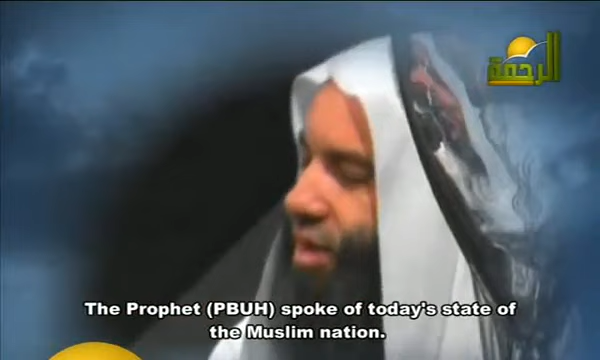 الرحمة
The Prophet (PBUH) spoke of today's state of
the Muslim nation.